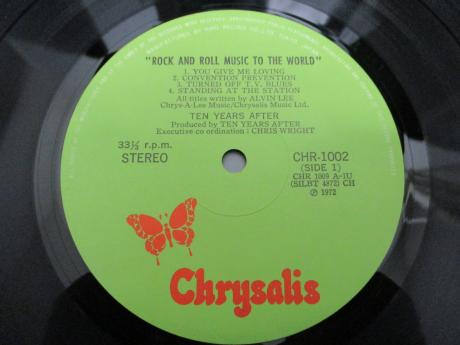 "ROCK AND ROLL MUSIC TO THE WORLD"
1. YOU GIVE ME LOVING
2. CONVENTION PREVENTION
3. TURNED OFF T.V. BLUES
4. STANDING AT THE STATION
All titles written by ALVIN LEE
Chrys-A-Lee Music/Chrysalis Music Ltd.
TEN YEARS AFTER
Produced by TEN YEARS AFTER
Executive co ordination : CHRIS WRIGHT
33⅓ r.p.m.
STEREO
CHR-1002
(SIDE 1)
CHR 1009 A-1U
(SILBT 4872) CH
℗ 1972
Chrysalis